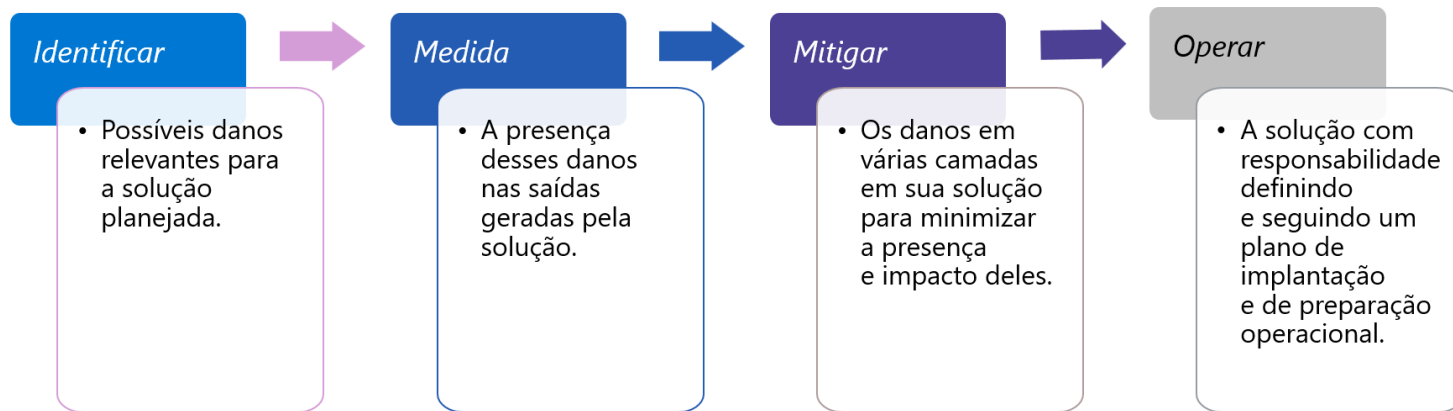 Identificar
• Possíveis danos
relevantes para
a solução
planejada.
Medida
• A presença
desses danos
nas saídas
geradas pela
solução.
Mitigar
• Os danos em
várias camadas
em sua solução
para minimizar
a presença
e impacto deles.
Operar
• A solução com
responsabilidade
definindo
e seguindo um
plano de
implantação
e de preparação
operacional.